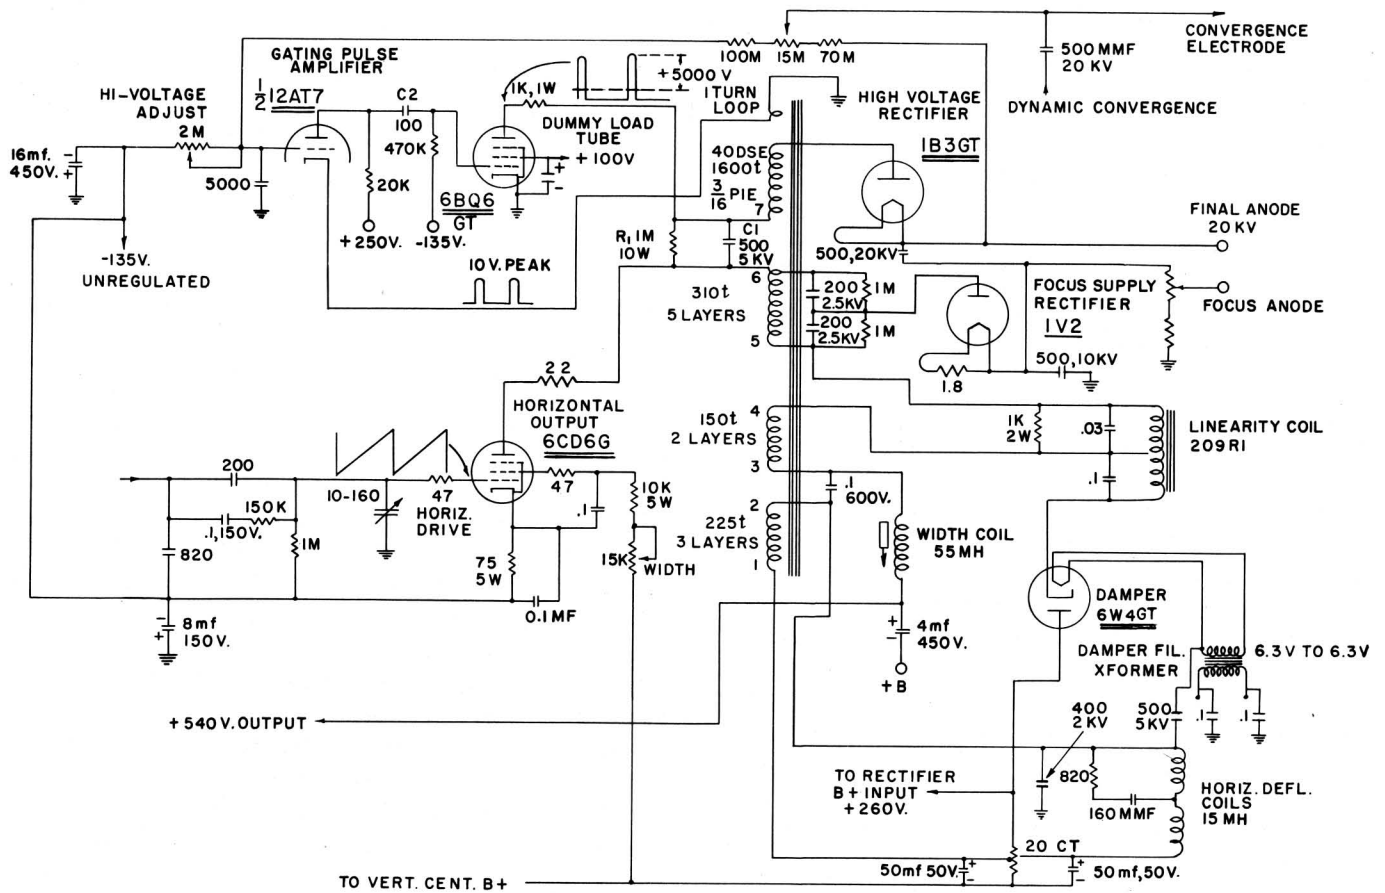 CONVERGENCE
ELECTRODE
500 MMF
20 KV
DYNAMIC CONVERGENCE
100M
15M
70M
GATING PULSE
AMPLIFIER
1/2 12AT7
+5000 V
1 TURN
LOOP
HIGH VOLTAGE
RECTIFIER
1B3GT
HI-VOLTAGE
ADJUST
2M
C2
100
1K, 1W
DUMMY LOAD
TUBE
+100V
+
-
470K
16mf.
450V.
-
+
5000
20K
6BQ6
GT
+250V.
-135V.
40DSE
1600t
3/16 PIE
7
R1 1M
10W
C1
500
5KV
500,20KV
FINAL ANODE
20 KV
-135V.
UNREGULATED
10V. PEAK
6
310t
5 LAYERS
5
200
2.5KV
1M
200
2.5KV
1M
FOCUS SUPPLY
RECTIFIER
1V2
FOCUS ANODE
1.8
500,10KV
22
HORIZONTAL
OUTPUT
6CD6G
4
150t
2 LAYERS
3
1K
2W
.03
.1
LINEARITY COIL
209R1
200
10-160
47
HORIZ.
DRIVE
47
.1
10K
5W
.1
600V.
150K
.1,150V.
820
1M
75
5W
15K
WIDTH
0.1MF
2
225t
3 LAYERS
1
WIDTH COIL
55MH
-
+
8mf
150V.
+
-
4mf
450V.
+B
DAMPER
6W4GT
DAMPER FIL.
XFORMER
6.3V TO 6.3V
+540V. OUTPUT
400
2KV
500
5KV
.1
.1
TO RECTIFIER
B+ INPUT
+260V.
820
160MMF
HORIZ. DEFL.
COILS
15MH
20 CT
50mf 50V.
+
-
+
-
50mf,50V.
TO VERT. CENT. B+